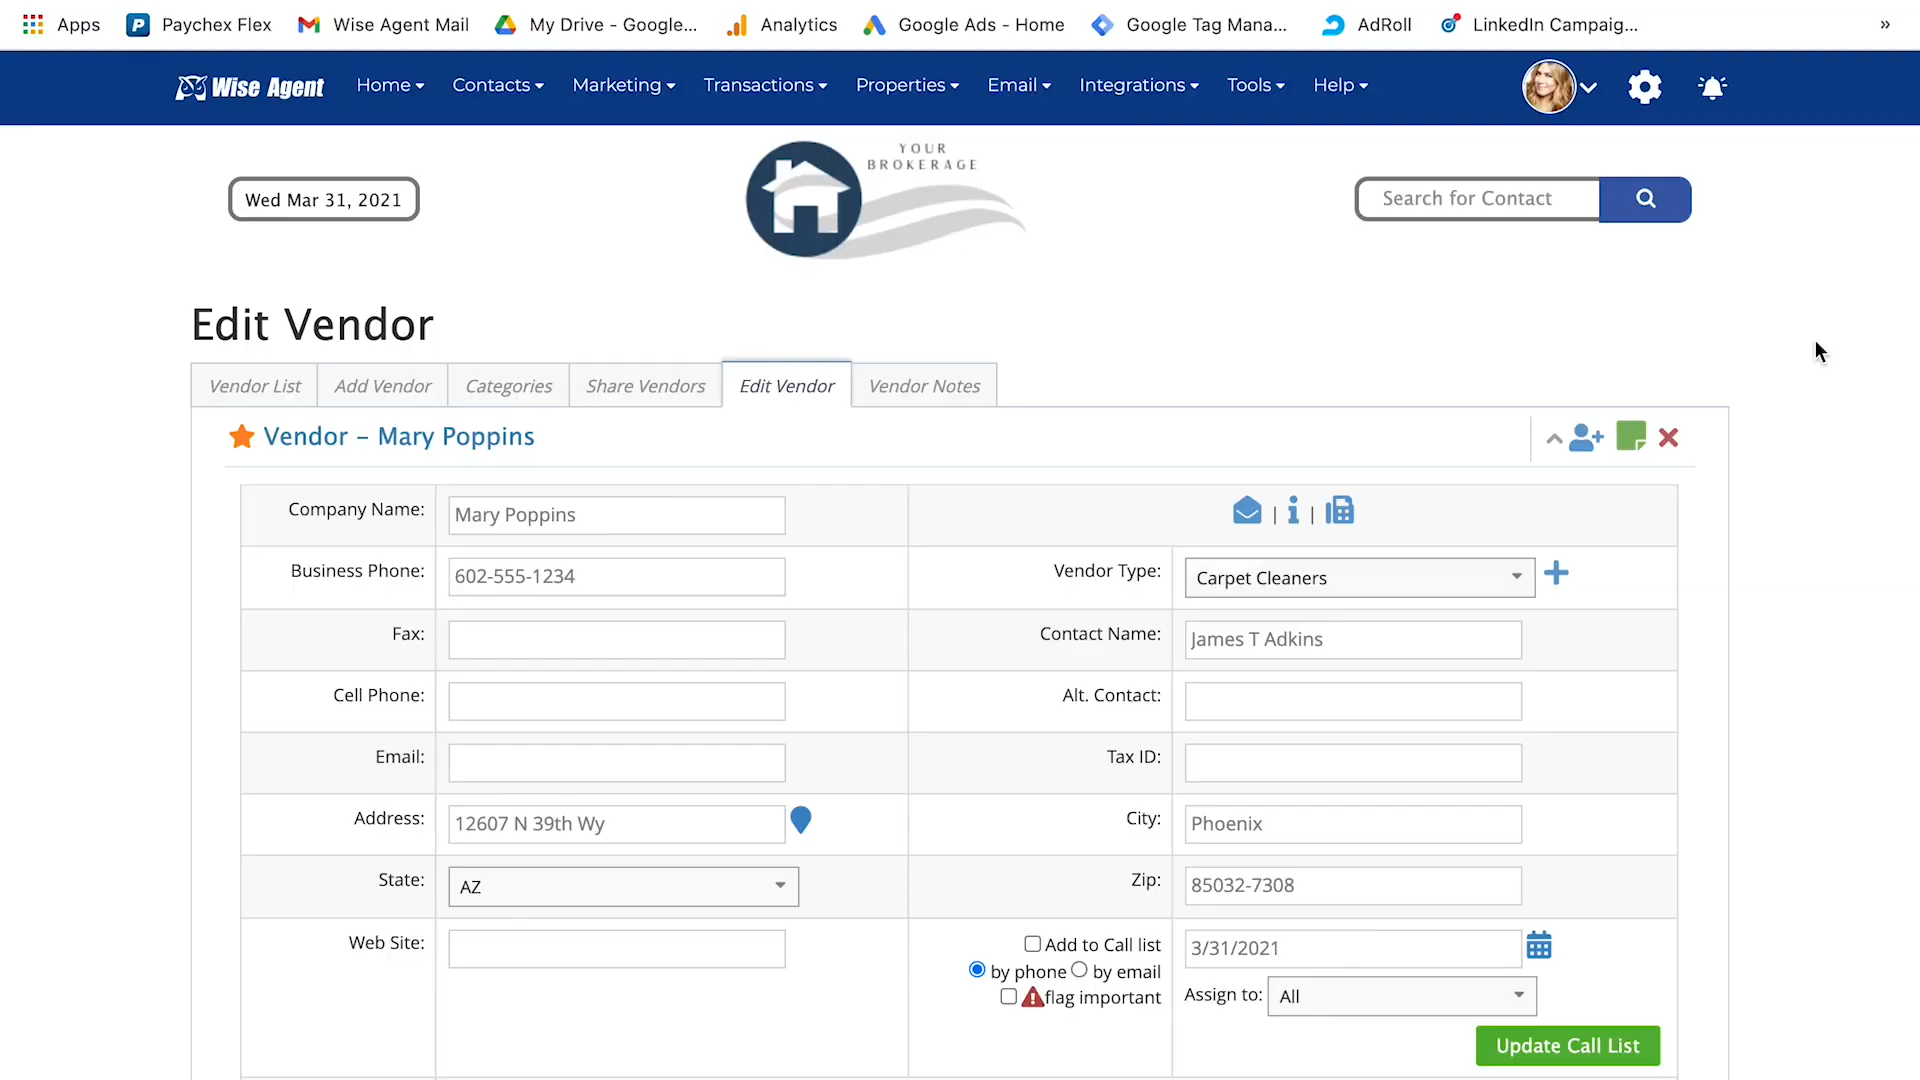 Apps Paychex Flex Wise Agent Mail My Drive - Google... Analytics Google Ads - Home Google Tag Mana... AdRoll LinkedIn Campaig... »
Wise Agent Home Contacts Marketing Transactions Properties Email Integrations Tools Help
YOUR
BROKERAGE
Wed Mar 31, 2021 Search for Contact
Edit Vendor
Vendor List Add Vendor Categories Share Vendors Edit Vendor Vendor Notes
Vendor – Mary Poppins
Company Name: Mary Poppins | |
Business Phone: 602-555-1234 Vendor Type: Carpet Cleaners
Fax: Contact Name: James T Adkins
Cell Phone: Alt. Contact:
Email: Tax ID:
Address: 12607 N 39th Wy City: Phoenix
State: AZ Zip: 85032-7308
Web Site: Add to Call list 3/31/2021
by phone by email
flag important Assign to: All
Update Call List